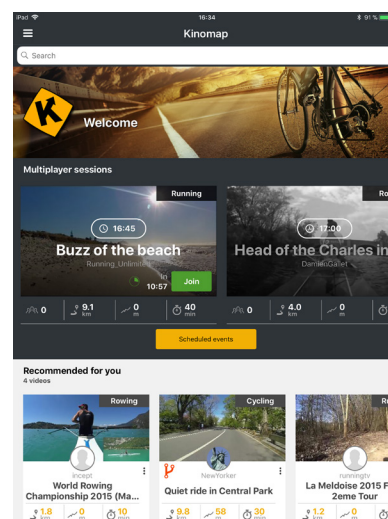 iPad 16:34 91 %
Kinomap
Search
Welcome
Multiplayer sessions
Running
16:45
Buzz of the beach
Running_Unlimited
in
10:57
Join
0 9.1 km 0 m 40 min
Ro
17:00
Head of the Charles in
DamienGallet
0 4.0 km 0 m
Scheduled events
Recommended for you
4 videos
Rowing
incept
World Rowing
Championship 2015 (Ma...
1.8 km 0 m 10 min
Cycling
NewYorker
Quiet ride in Central Park
9.8 km 58 m 30 min
runningtv
La Meldoise 2015 F
2eme Tour
1.2 km 0 m